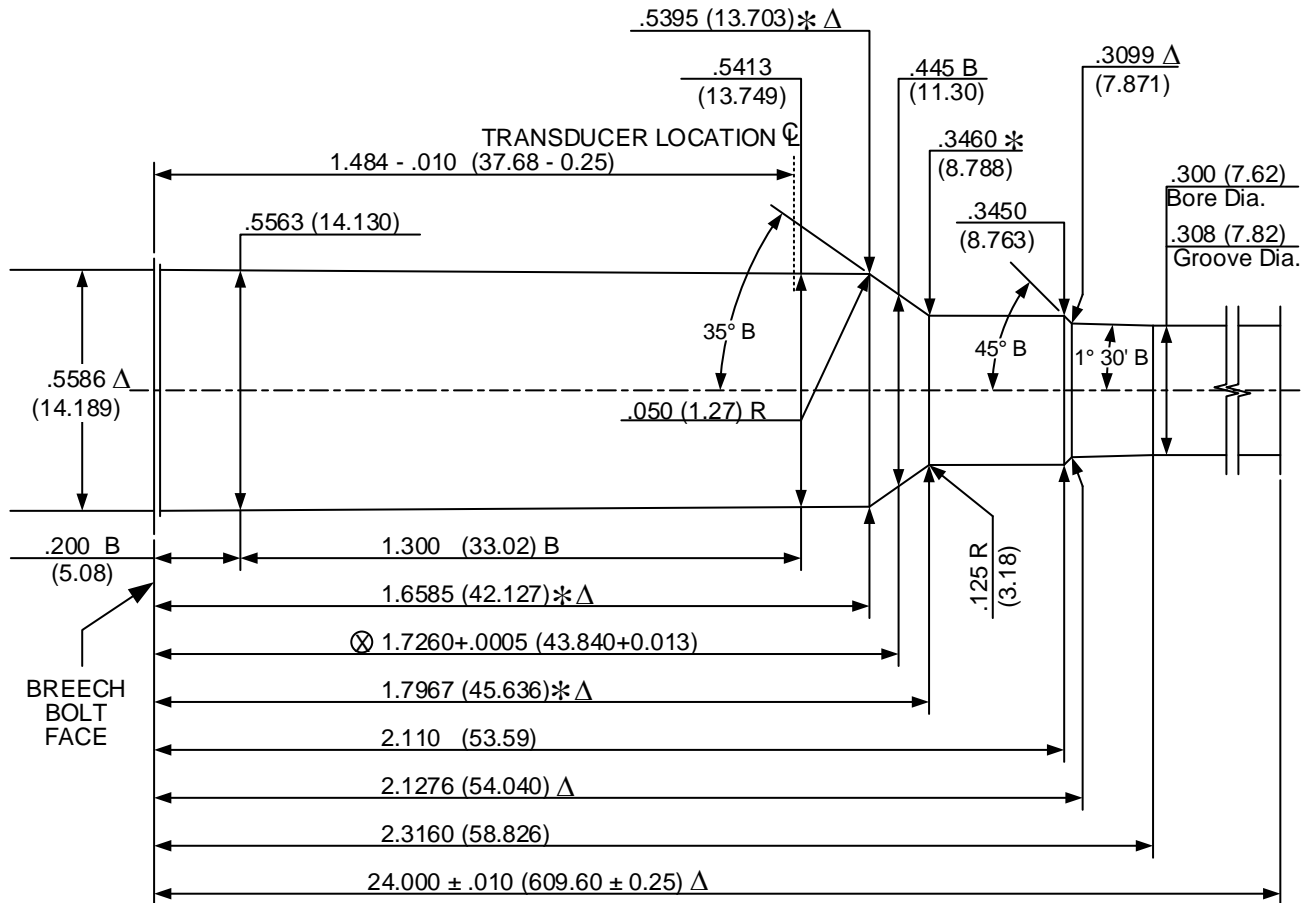 .5395 (13.703)✻ Δ
.5413
(13.749)
.445 B
(11.30)
.3099 Δ
(7.871)
TRANSDUCER LOCATION ℄
1.484 - .010 (37.68 - 0.25)
.3460 ✻
(8.788)
.300 (7.62)
Bore Dia.
.5563 (14.130)
.3450
(8.763)
.308 (7.82)
Groove Dia.
35° B
45° B
1° 30' B
.5586 Δ
(14.189)
.050 (1.27) R
.200 B
(5.08)
1.300 (33.02) B
.125 R
(3.18)
1.6585 (42.127)✻ Δ
⊗ 1.7260+.0005 (43.840+0.013)
BREECH
BOLT
FACE
1.7967 (45.636)✻ Δ
2.110 (53.59)
2.1276 (54.040) Δ
2.3160 (58.826)
24.000 ± .010 (609.60 ± 0.25) Δ